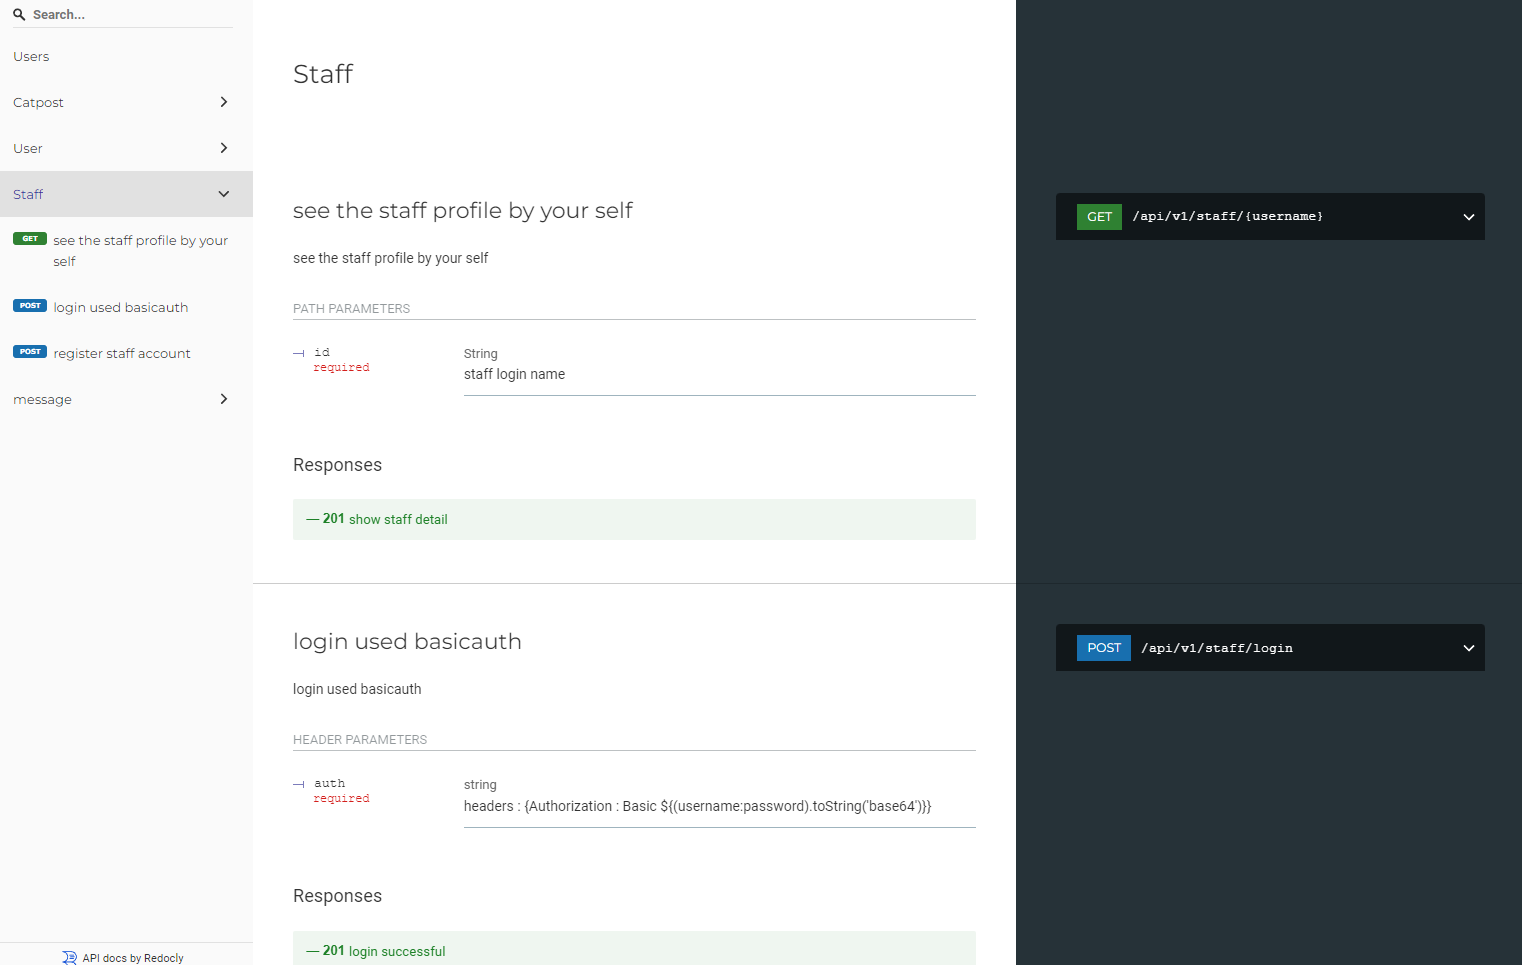 Search...
Users
Catpost
User
Staff
GET see the staff profile by your
self
POST login used basicauth
POST register staff account
message
API docs by Redocly
Staff
see the staff profile by your self
see the staff profile by your self
PATH PARAMETERS
id
required
String
staff login name
Responses
— 201 show staff detail
GET /api/v1/staff/{username}
login used basicauth
login used basicauth
HEADER PARAMETERS
auth
required
string
headers : {Authorization : Basic ${(username:password).toString('base64')}}
Responses
— 201 login successful
POST /api/v1/staff/login